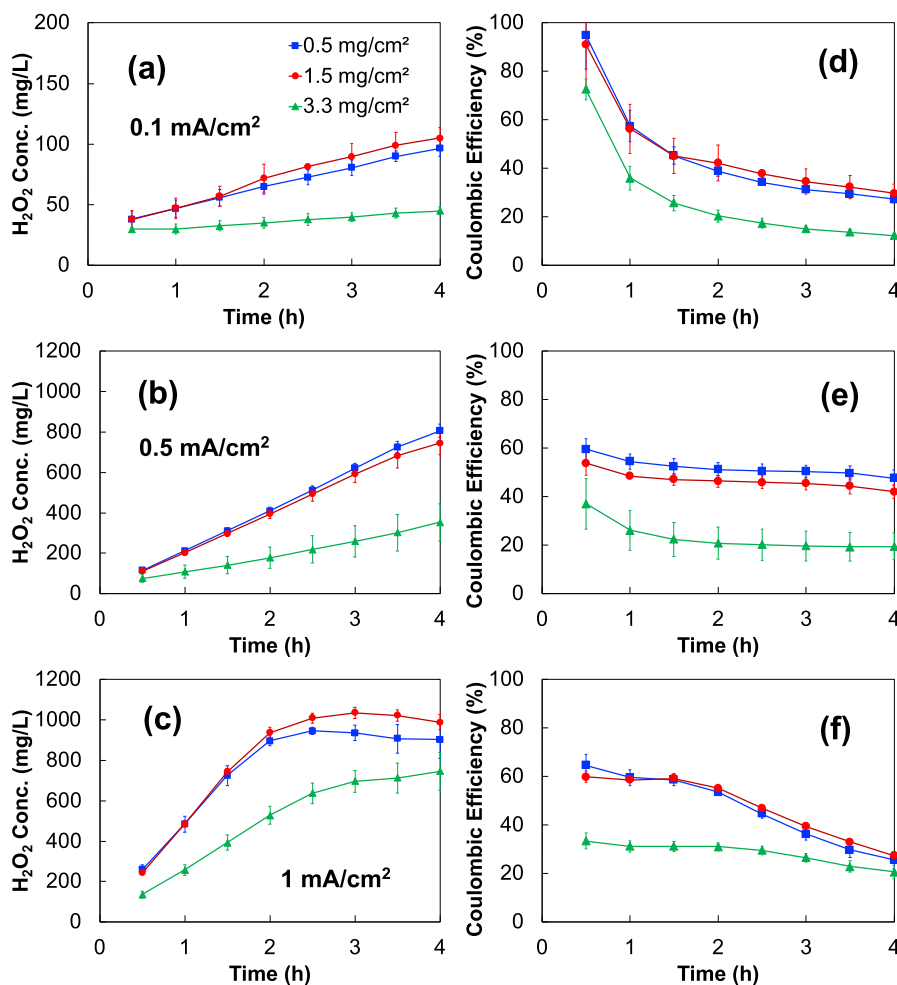 (a)
0.1 mA/cm²
0.5 mg/cm²
1.5 mg/cm²
3.3 mg/cm²
H₂O₂ Conc. (mg/L)
200
150
100
50
0
0 1 2 3 4
Time (h)
(d)
Coulombic Efficiency (%)
100
80
60
40
20
0
0 1 2 3 4
Time (h)
(b)
0.5 mA/cm²
H₂O₂ Conc. (mg/L)
1200
1000
800
600
400
200
0
0 1 2 3 4
Time (h)
(e)
Coulombic Efficiency (%)
100
80
60
40
20
0
0 1 2 3 4
Time (h)
(c)
1 mA/cm²
H₂O₂ Conc. (mg/L)
1200
1000
800
600
400
200
0
0 1 2 3 4
Time (h)
(f)
Coulombic Efficiency (%)
100
80
60
40
20
0
0 1 2 3 4
Time (h)